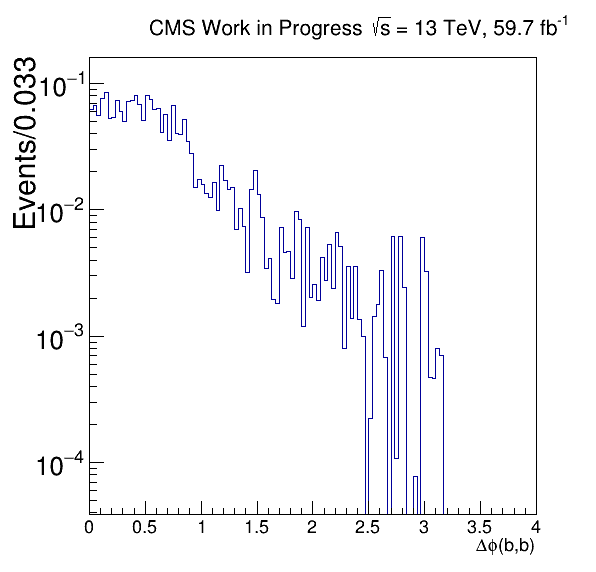 CMS Work in Progress √s = 13 TeV, 59.7 fb⁻¹
Events/0.033
10⁻¹
10⁻²
10⁻³
10⁻⁴
0 0.5 1 1.5 2 2.5 3 3.5 4
Δϕ(b,b)